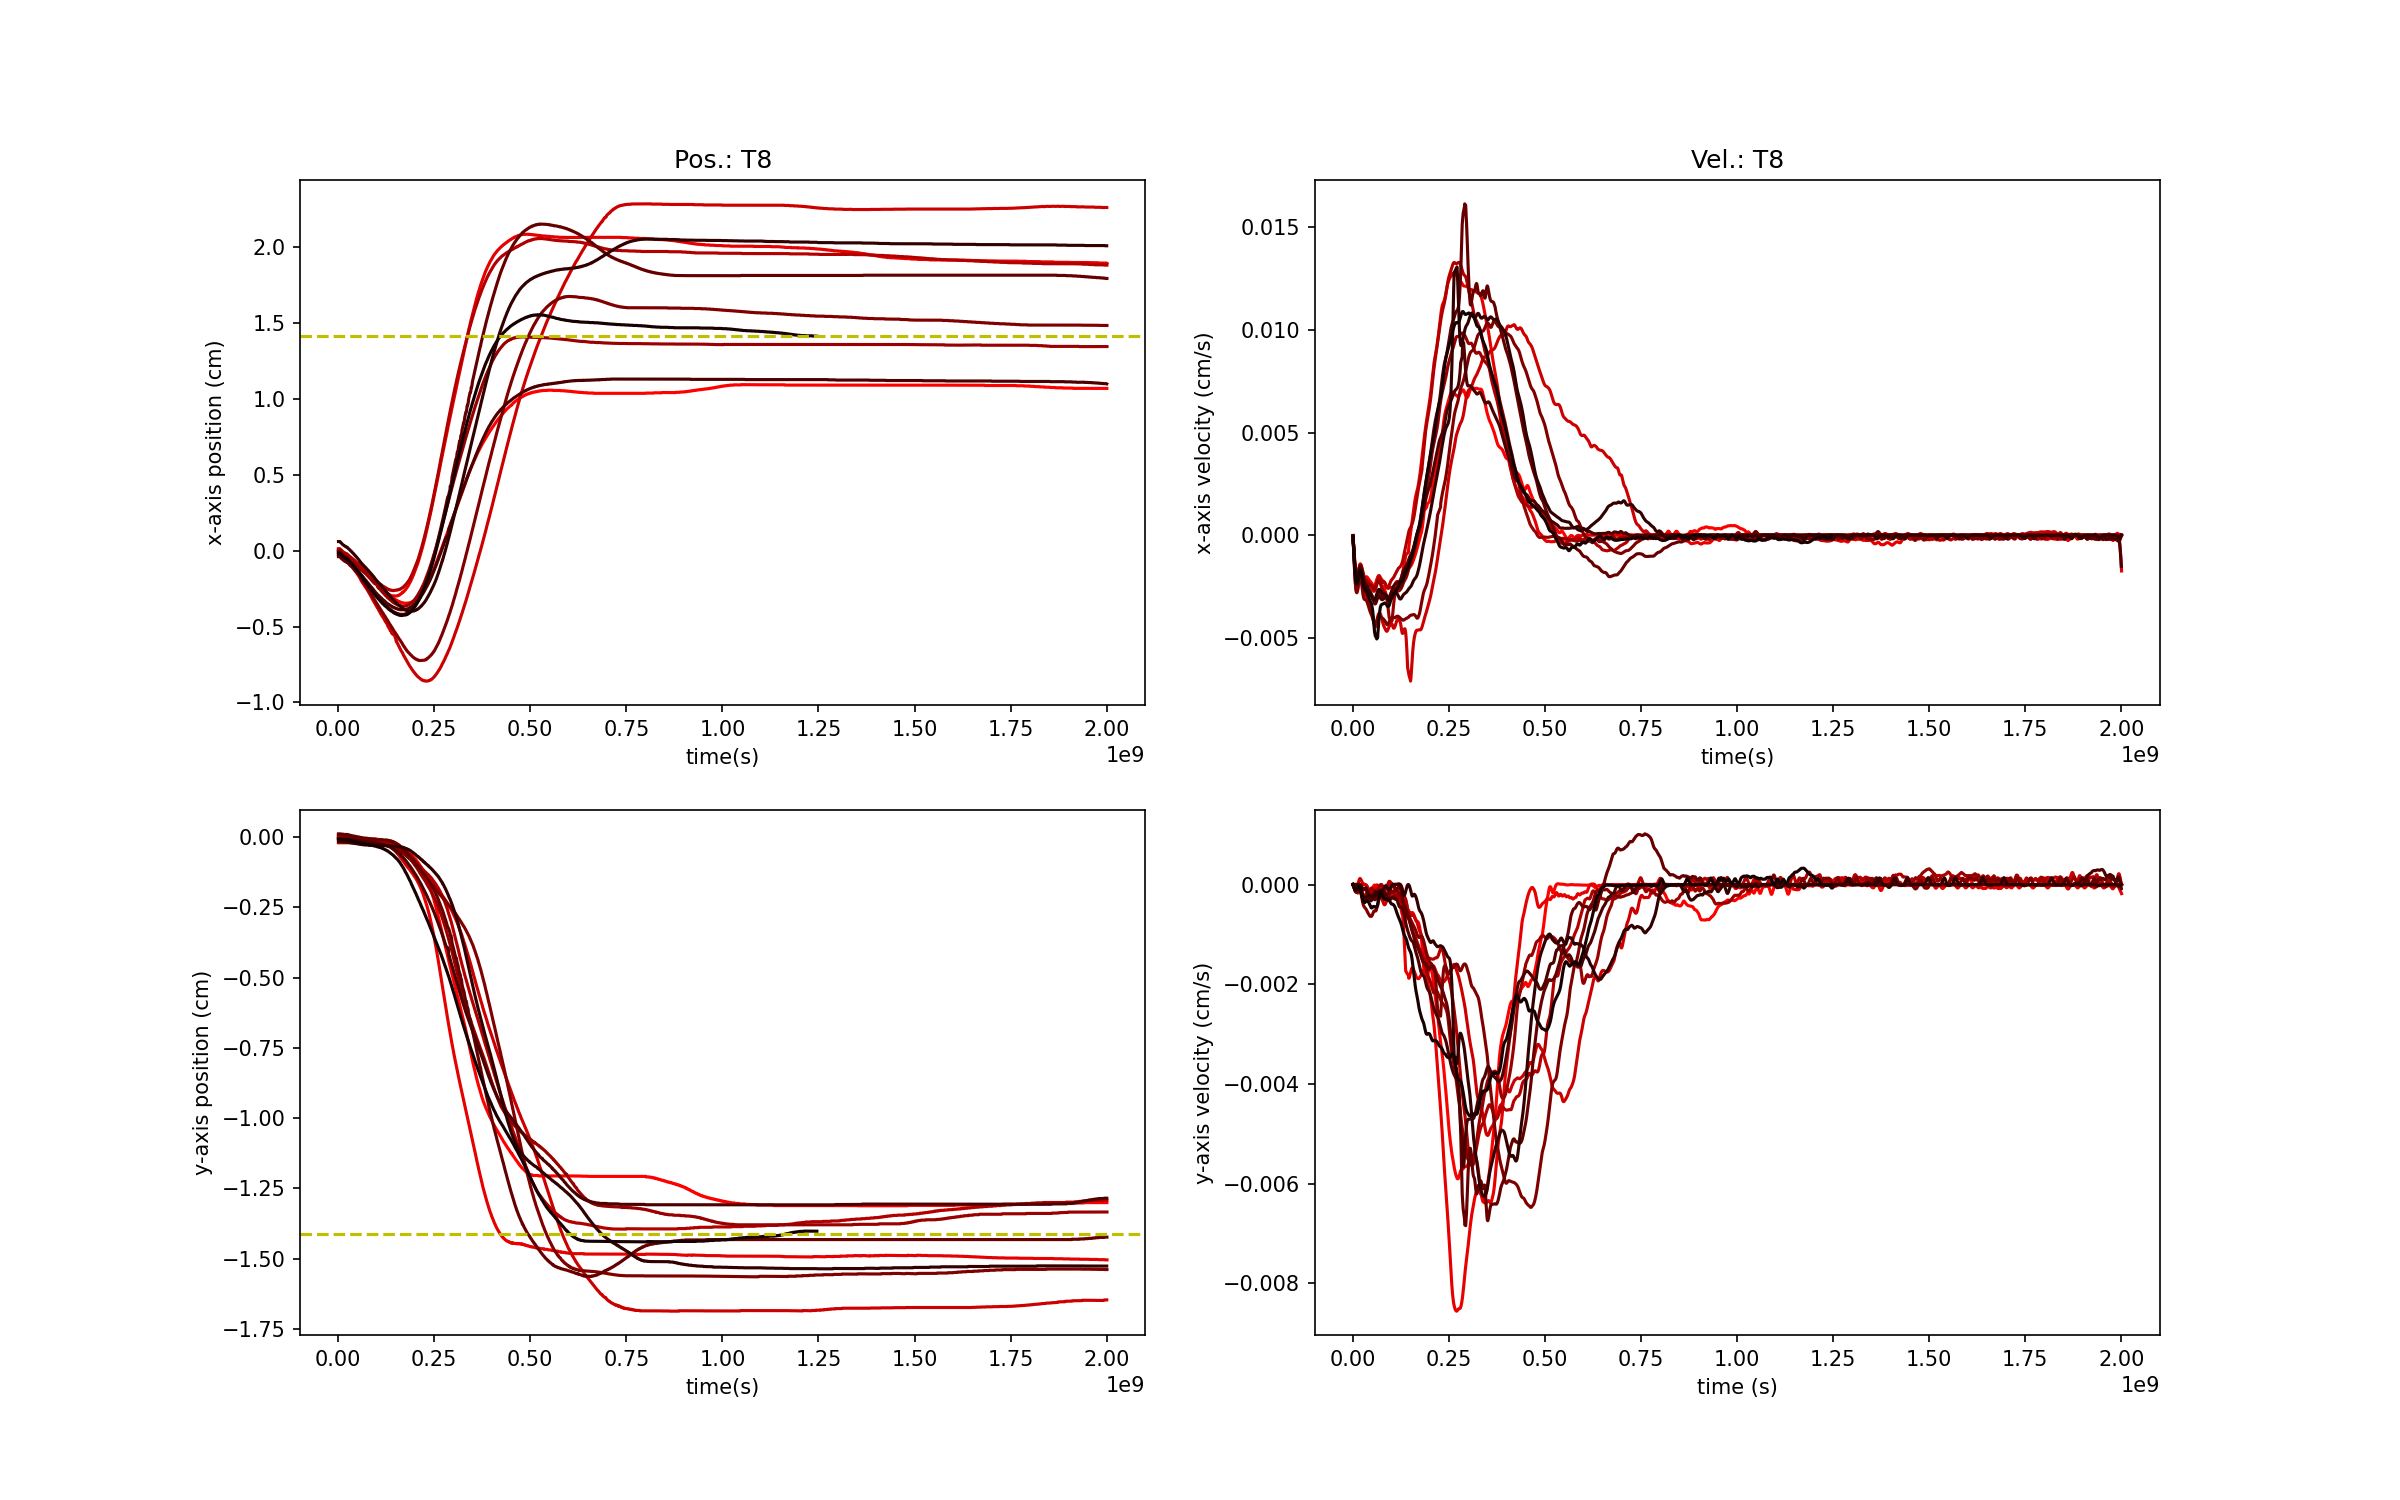 Pos.: T8
x-axis position (cm)
2.0
1.5
1.0
0.5
0.0
−0.5
−1.0
0.00 0.25 0.50 0.75 1.00 1.25 1.50 1.75 2.00
1e9
time(s)
Vel.: T8
x-axis velocity (cm/s)
0.015
0.010
0.005
0.000
−0.005
0.00 0.25 0.50 0.75 1.00 1.25 1.50 1.75 2.00
1e9
time(s)
y-axis position (cm)
0.00
−0.25
−0.50
−0.75
−1.00
−1.25
−1.50
−1.75
0.00 0.25 0.50 0.75 1.00 1.25 1.50 1.75 2.00
1e9
time(s)
y-axis velocity (cm/s)
0.000
−0.002
−0.004
−0.006
−0.008
0.00 0.25 0.50 0.75 1.00 1.25 1.50 1.75 2.00
1e9
time (s)